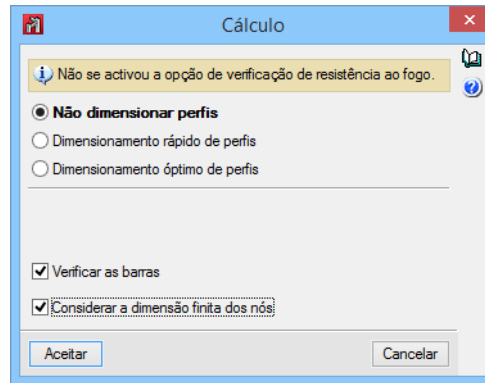 Cálculo
Não se activou a opção de verificação de resistência ao fogo.
Não dimensionar perfis
Dimensionamento rápido de perfis
Dimensionamento óptimo de perfis
Verificar as barras
Considerar a dimensão finita dos nós
Aceitar
Cancelar